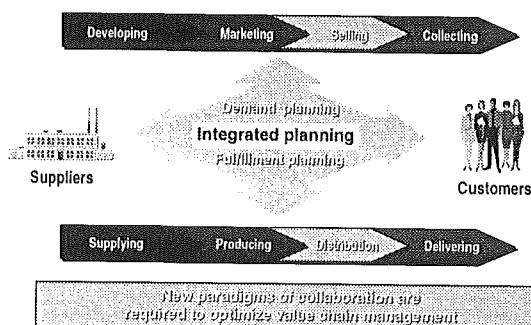 Developing Marketing Selling Collecting
Demand planning
Integrated planning
Fulfillment planning
Suppliers
Customers
Supplying Producing Distribution Delivering
New paradigms of collaboration are
required to optimize value chain management